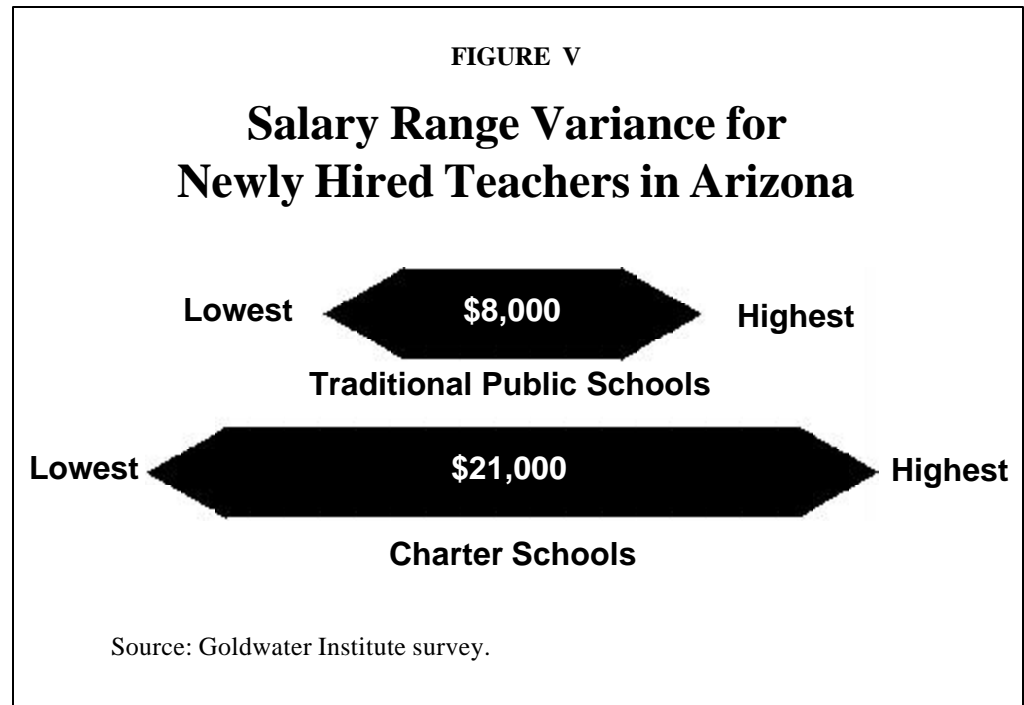 FIGURE V
Salary Range Variance for
Newly Hired Teachers in Arizona
Lowest $8,000 Highest
Traditional Public Schools
Lowest $21,000 Highest
Charter Schools
Source: Goldwater Institute survey.